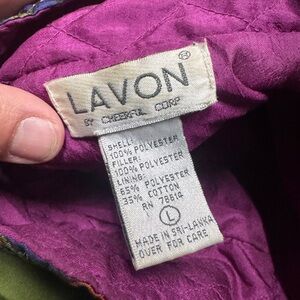 LAVON®
BY CHEERFUL CORP
SHELL:
100% POLYESTER
FILLER:
100% POLYESTER
LINING:
65% POLYESTER
35% COTTON
RN 78614
L
MADE IN SRI-LANKA
OVER FOR CARE